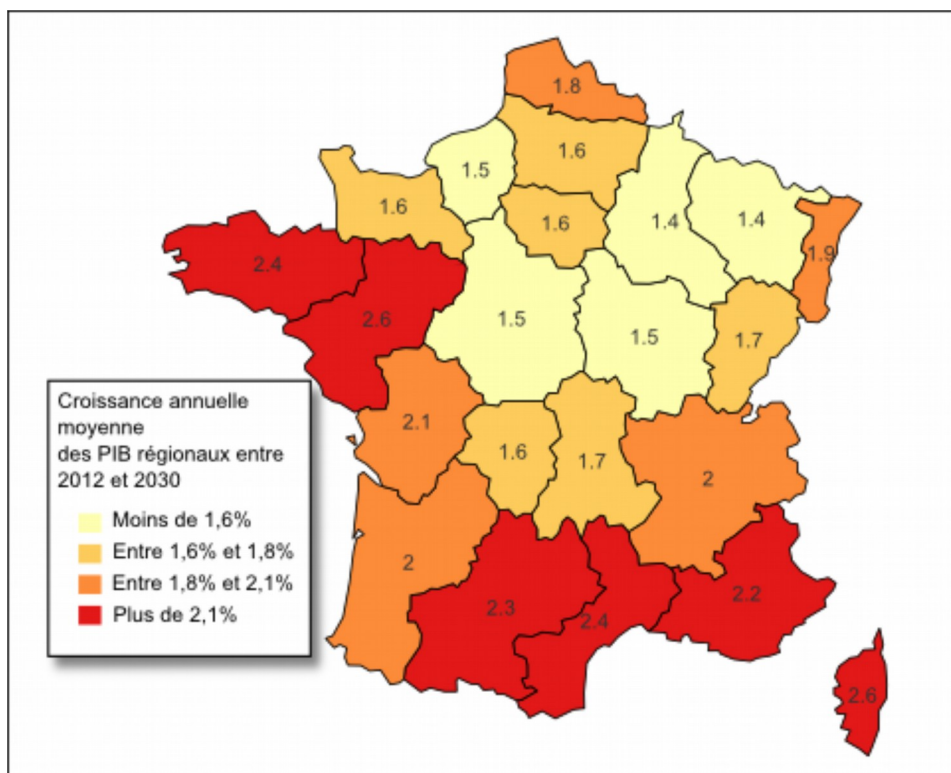 1.8
1.6
1.5
1.6
1.6
1.4
1.4
1.9
2.4
2.6
1.5
1.5
1.7
Croissance annuelle
moyenne
des PIB régionaux entre
2012 et 2030
Moins de 1,6%
Entre 1,6% et 1,8%
Entre 1,8% et 2,1%
Plus de 2,1%
2.1
1.6
1.7
2
2
2.3
2.4
2.2
2.6